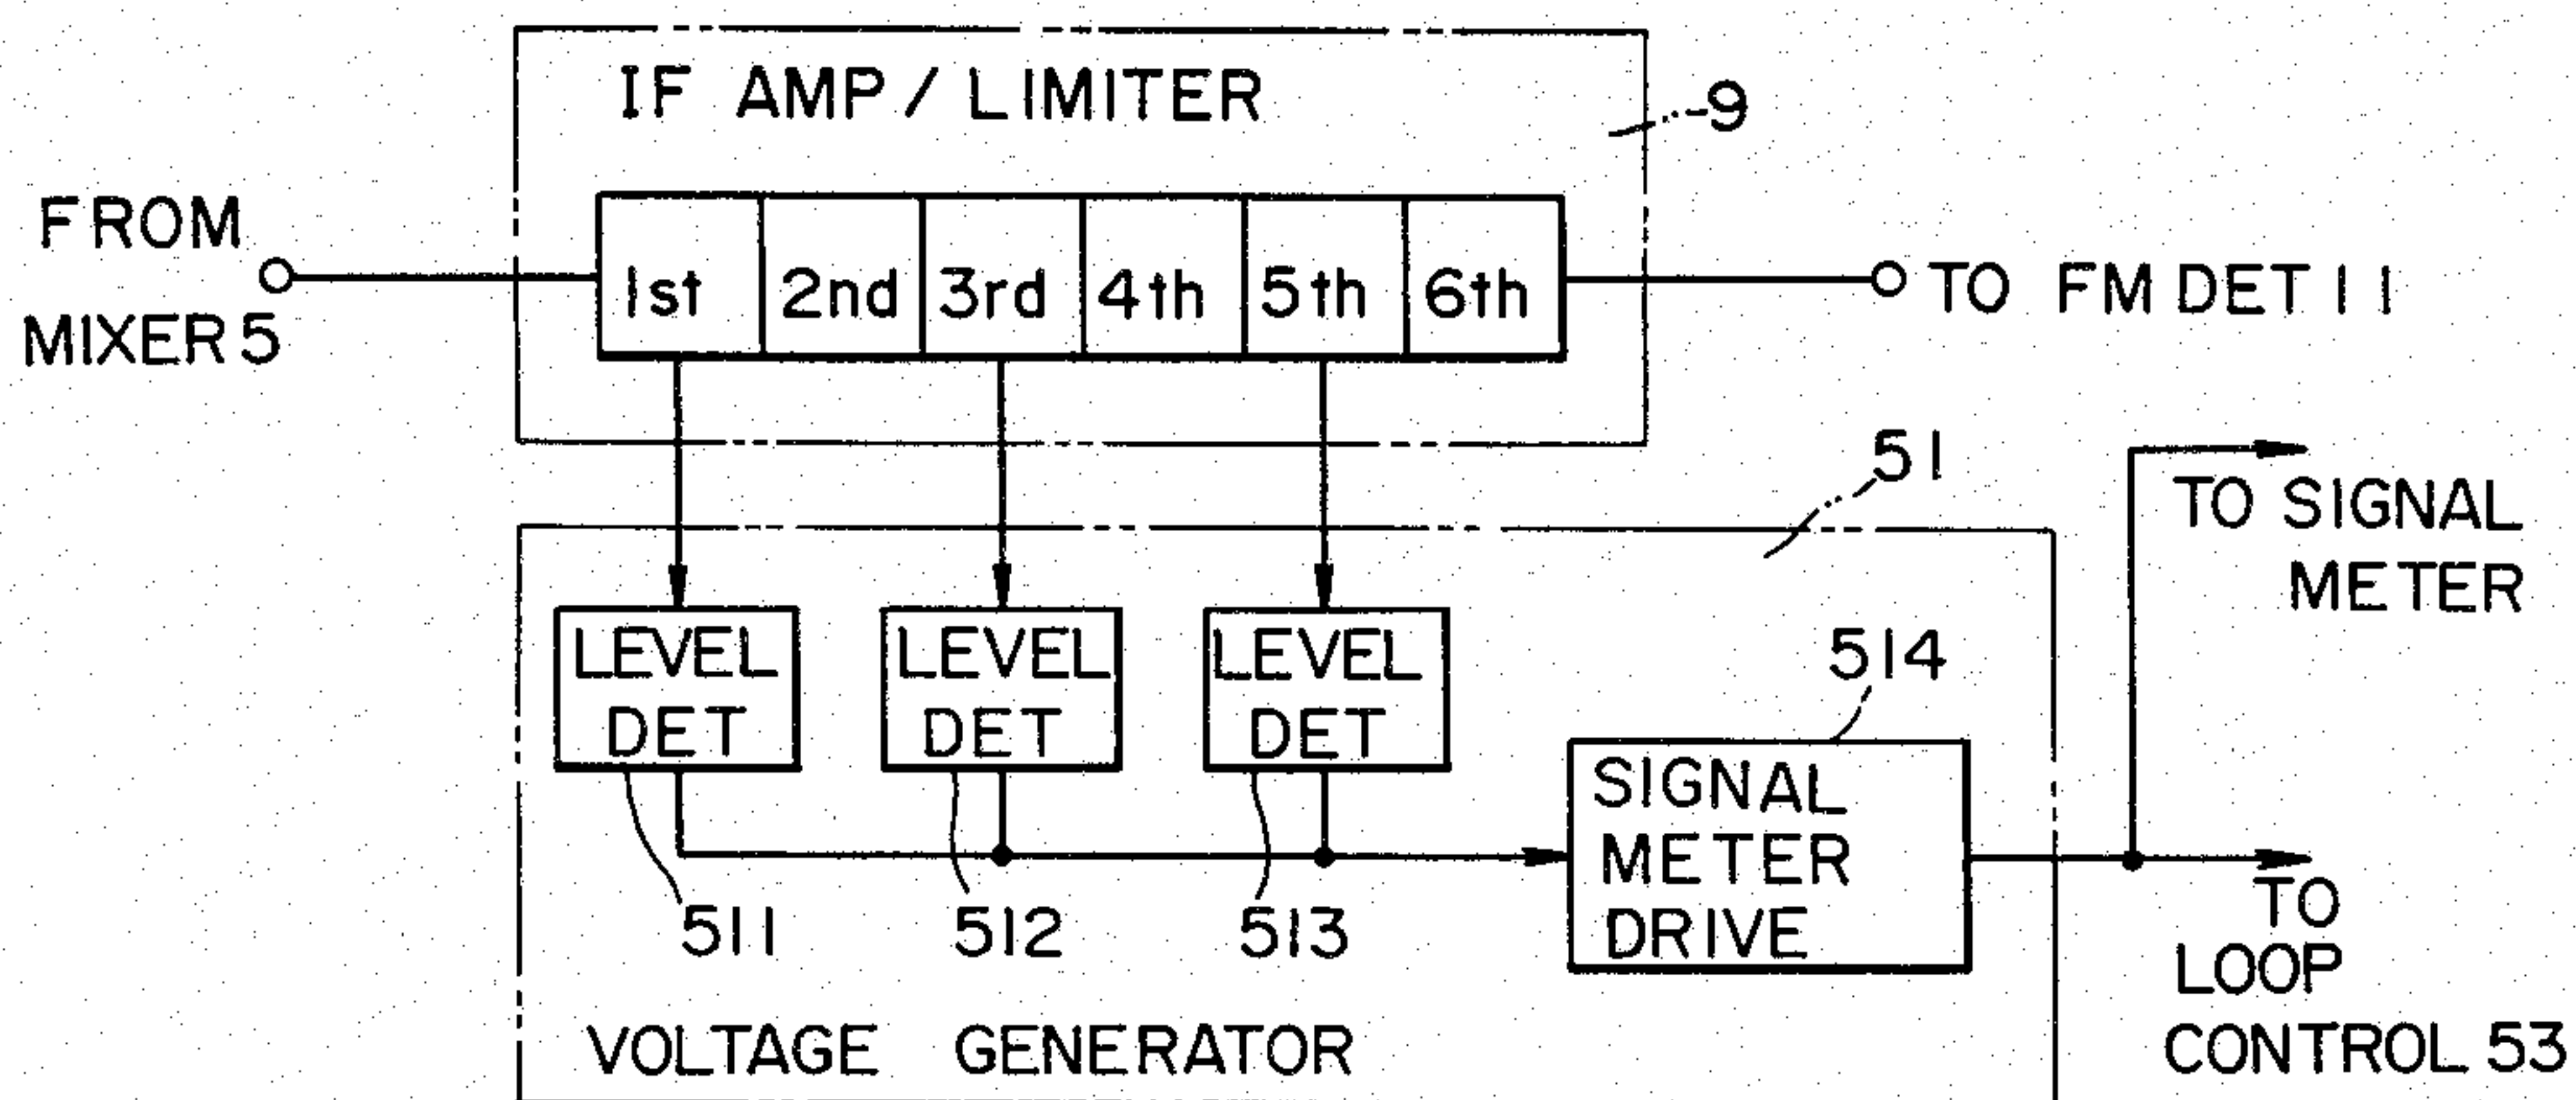 IF AMP / LIMITER
9
FROM
MIXER 5
1st 2nd 3rd 4th 5th 6th
TO FM DET 11
51
TO SIGNAL
METER
LEVEL
DET
LEVEL
DET
LEVEL
DET
514
SIGNAL
METER
DRIVE
511
512
513
TO
LOOP
CONTROL 53
VOLTAGE GENERATOR